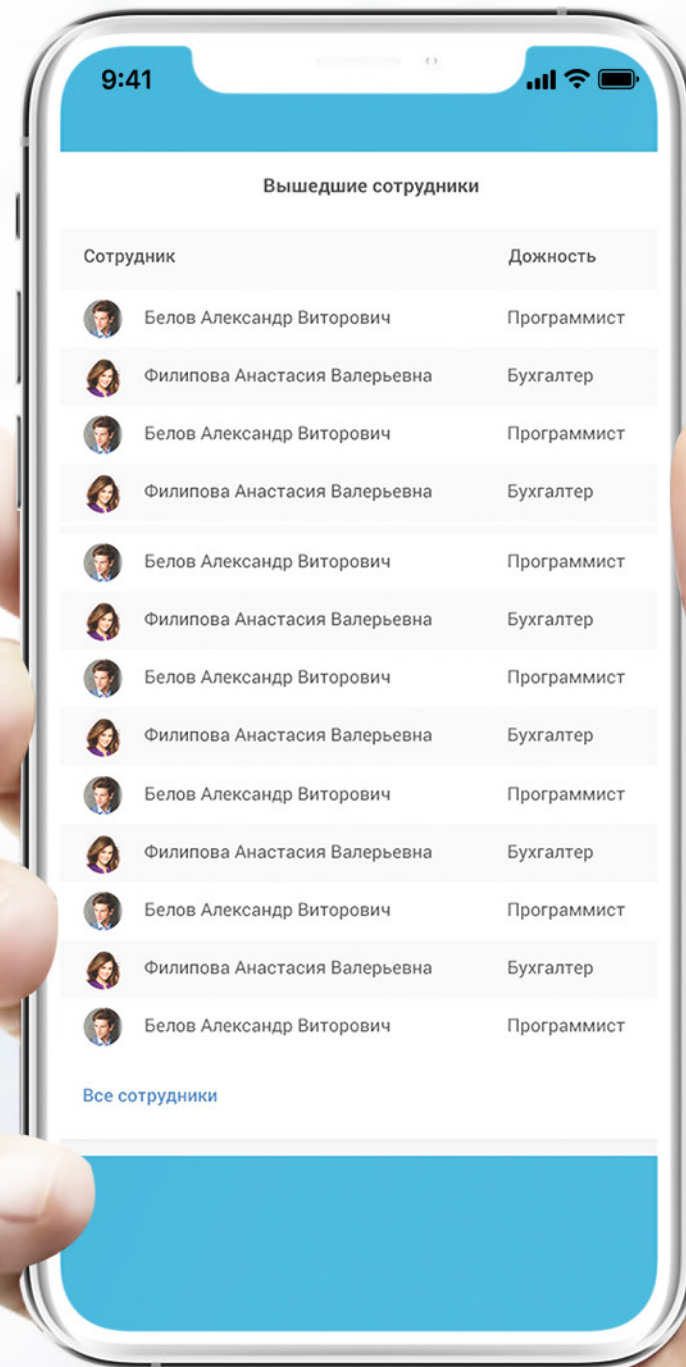 9:41
Вышедшие сотрудники
Сотрудник Дожность
Белов Александр Виторович Программист
Филипова Анастасия Валерьевна Бухгалтер
Белов Александр Виторович Программист
Филипова Анастасия Валерьевна Бухгалтер
Белов Александр Виторович Программист
Филипова Анастасия Валерьевна Бухгалтер
Белов Александр Виторович Программист
Филипова Анастасия Валерьевна Бухгалтер
Белов Александр Виторович Программист
Филипова Анастасия Валерьевна Бухгалтер
Белов Александр Виторович Программист
Филипова Анастасия Валерьевна Бухгалтер
Белов Александр Виторович Программист
Все сотрудники